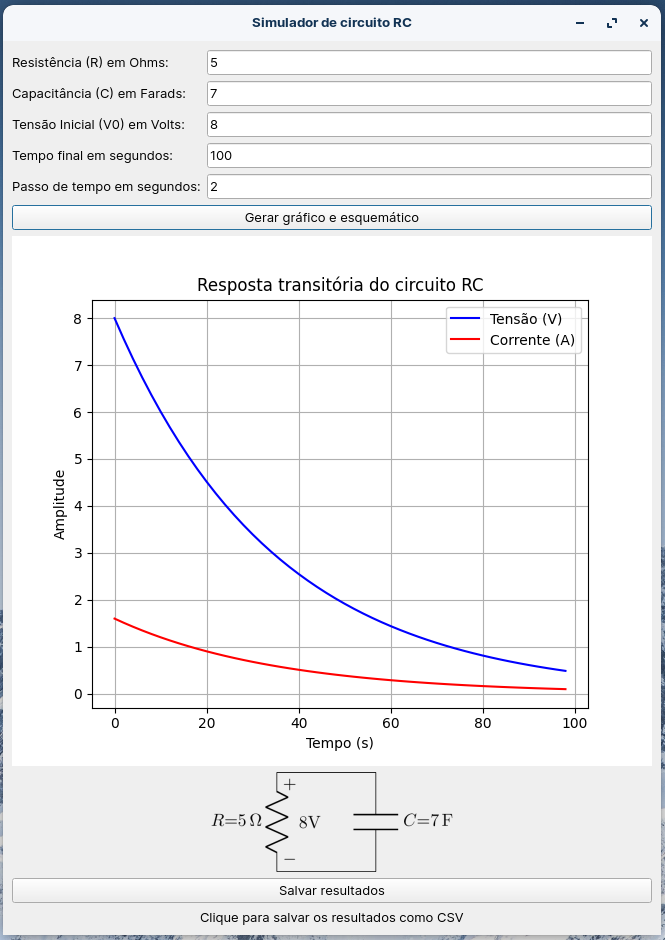 Simulador de circuito RC
Resistência (R) em Ohms: 5
Capacitância (C) em Farads: 7
Tensão Inicial (V0) em Volts: 8
Tempo final em segundos: 100
Passo de tempo em segundos: 2
Gerar gráfico e esquemático
Resposta transitória do circuito RC
Tensão (V)
Corrente (A)
Amplitude
8
7
6
5
4
3
2
1
0
0 20 40 60 80 100
Tempo (s)
+
R=5 Ω 8V C=7 F
−
Salvar resultados
Clique para salvar os resultados como CSV